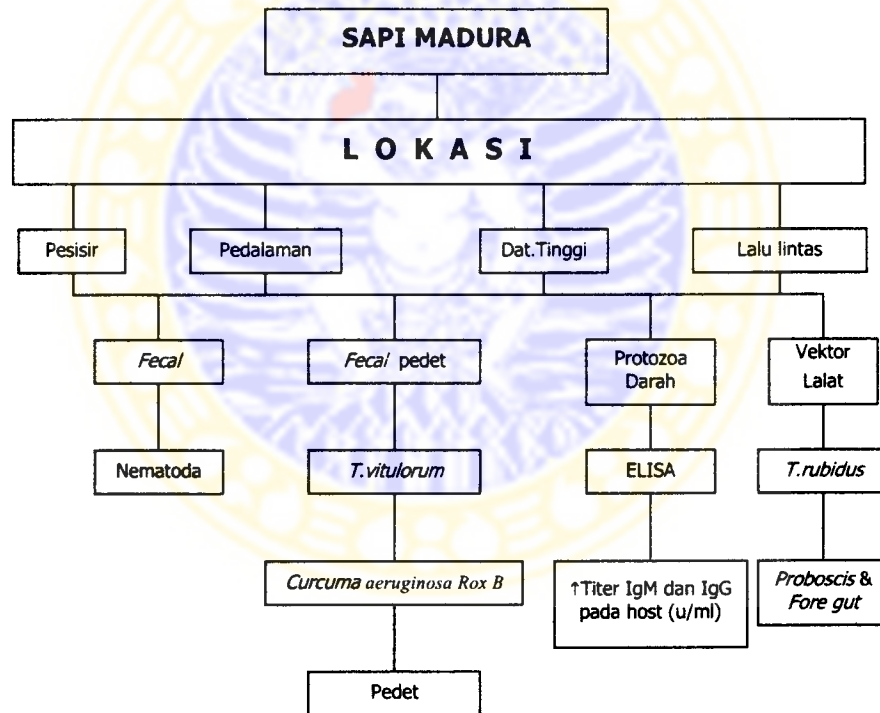 SAPI MADURA
L O K A S I
Pesisir
Pedalaman
Dat.Tinggi
Lalu lintas
Fecal
Fecal pedet
Protozoa
Darah
Vektor
Lalat
Nematoda
T.vitulorum
ELISA
T.rubidus
Curcuma aeruginosa Rox B
↑Titer IgM dan IgG
pada host (u/ml)
Proboscis &
Fore gut
Pedet